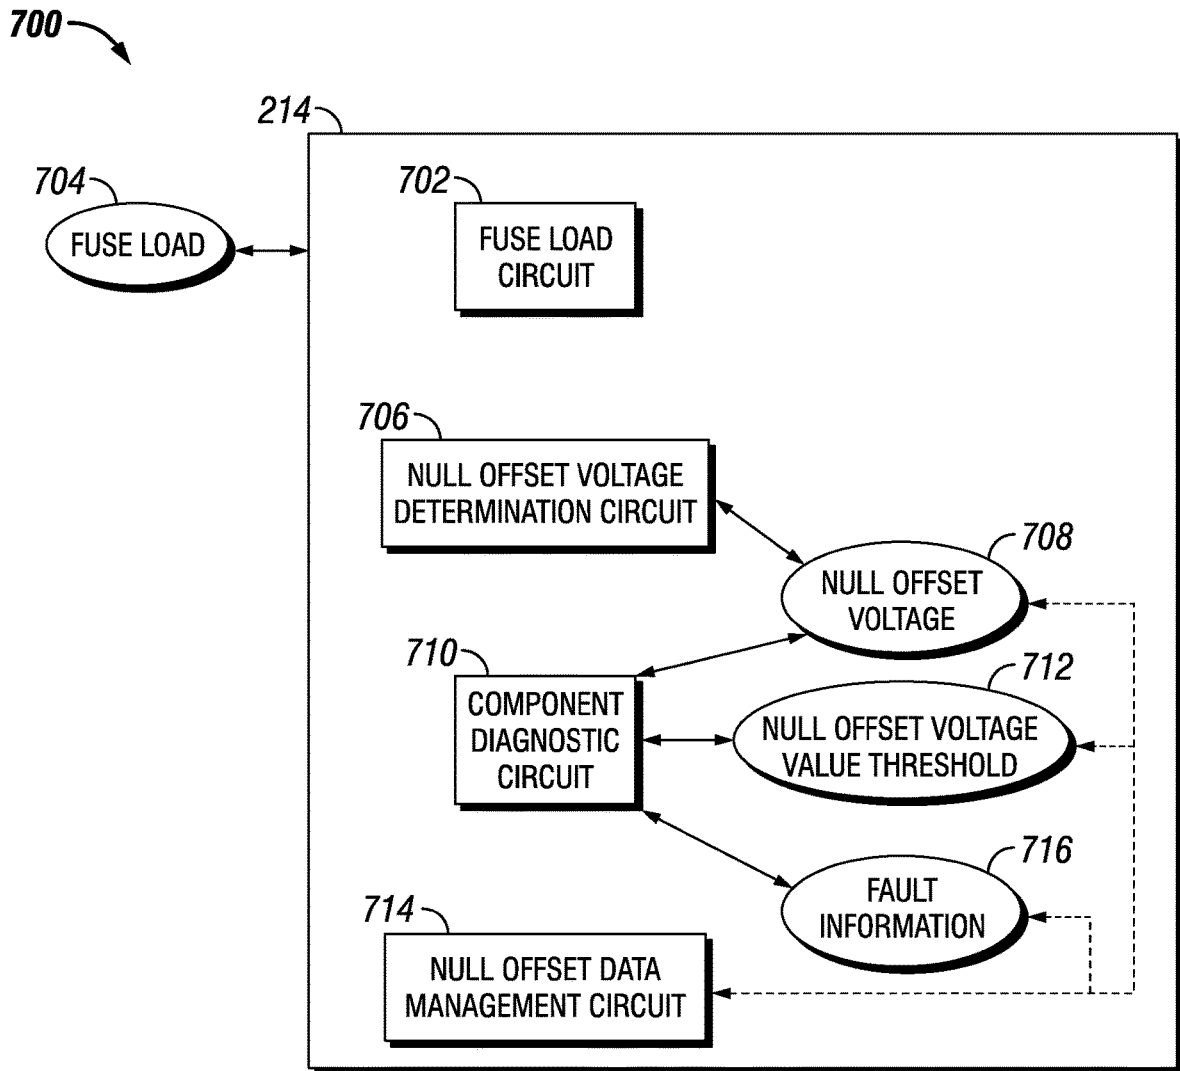 700
214
704
FUSE LOAD
702
FUSE LOAD
CIRCUIT
706
NULL OFFSET VOLTAGE
DETERMINATION CIRCUIT
708
NULL OFFSET
VOLTAGE
710
COMPONENT
DIAGNOSTIC
CIRCUIT
712
NULL OFFSET VOLTAGE
VALUE THRESHOLD
716
FAULT
INFORMATION
714
NULL OFFSET DATA
MANAGEMENT CIRCUIT